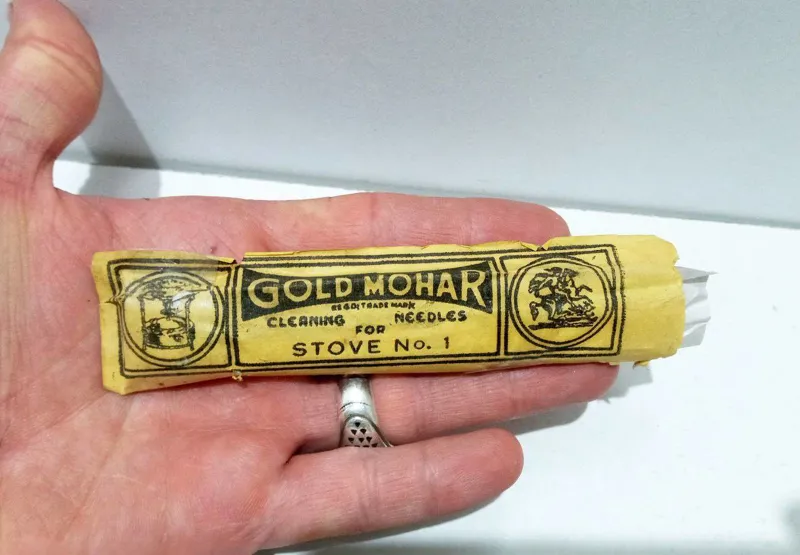 GOLD MOHAR
REGD: TRADE MARK
CLEANING NEEDLES
FOR
STOVE No. 1